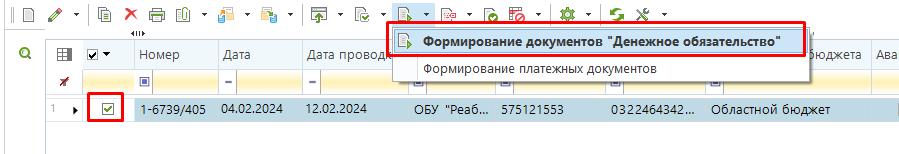 Формирование документов "Денежное обязательство"
Номер Дата Дата проводк юджета Ава
Формирование платежных документов
1 1-6739/405 04.02.2024 12.02.2024 ОБУ "Реаб... 575121553 0322464342... Областной бюджет